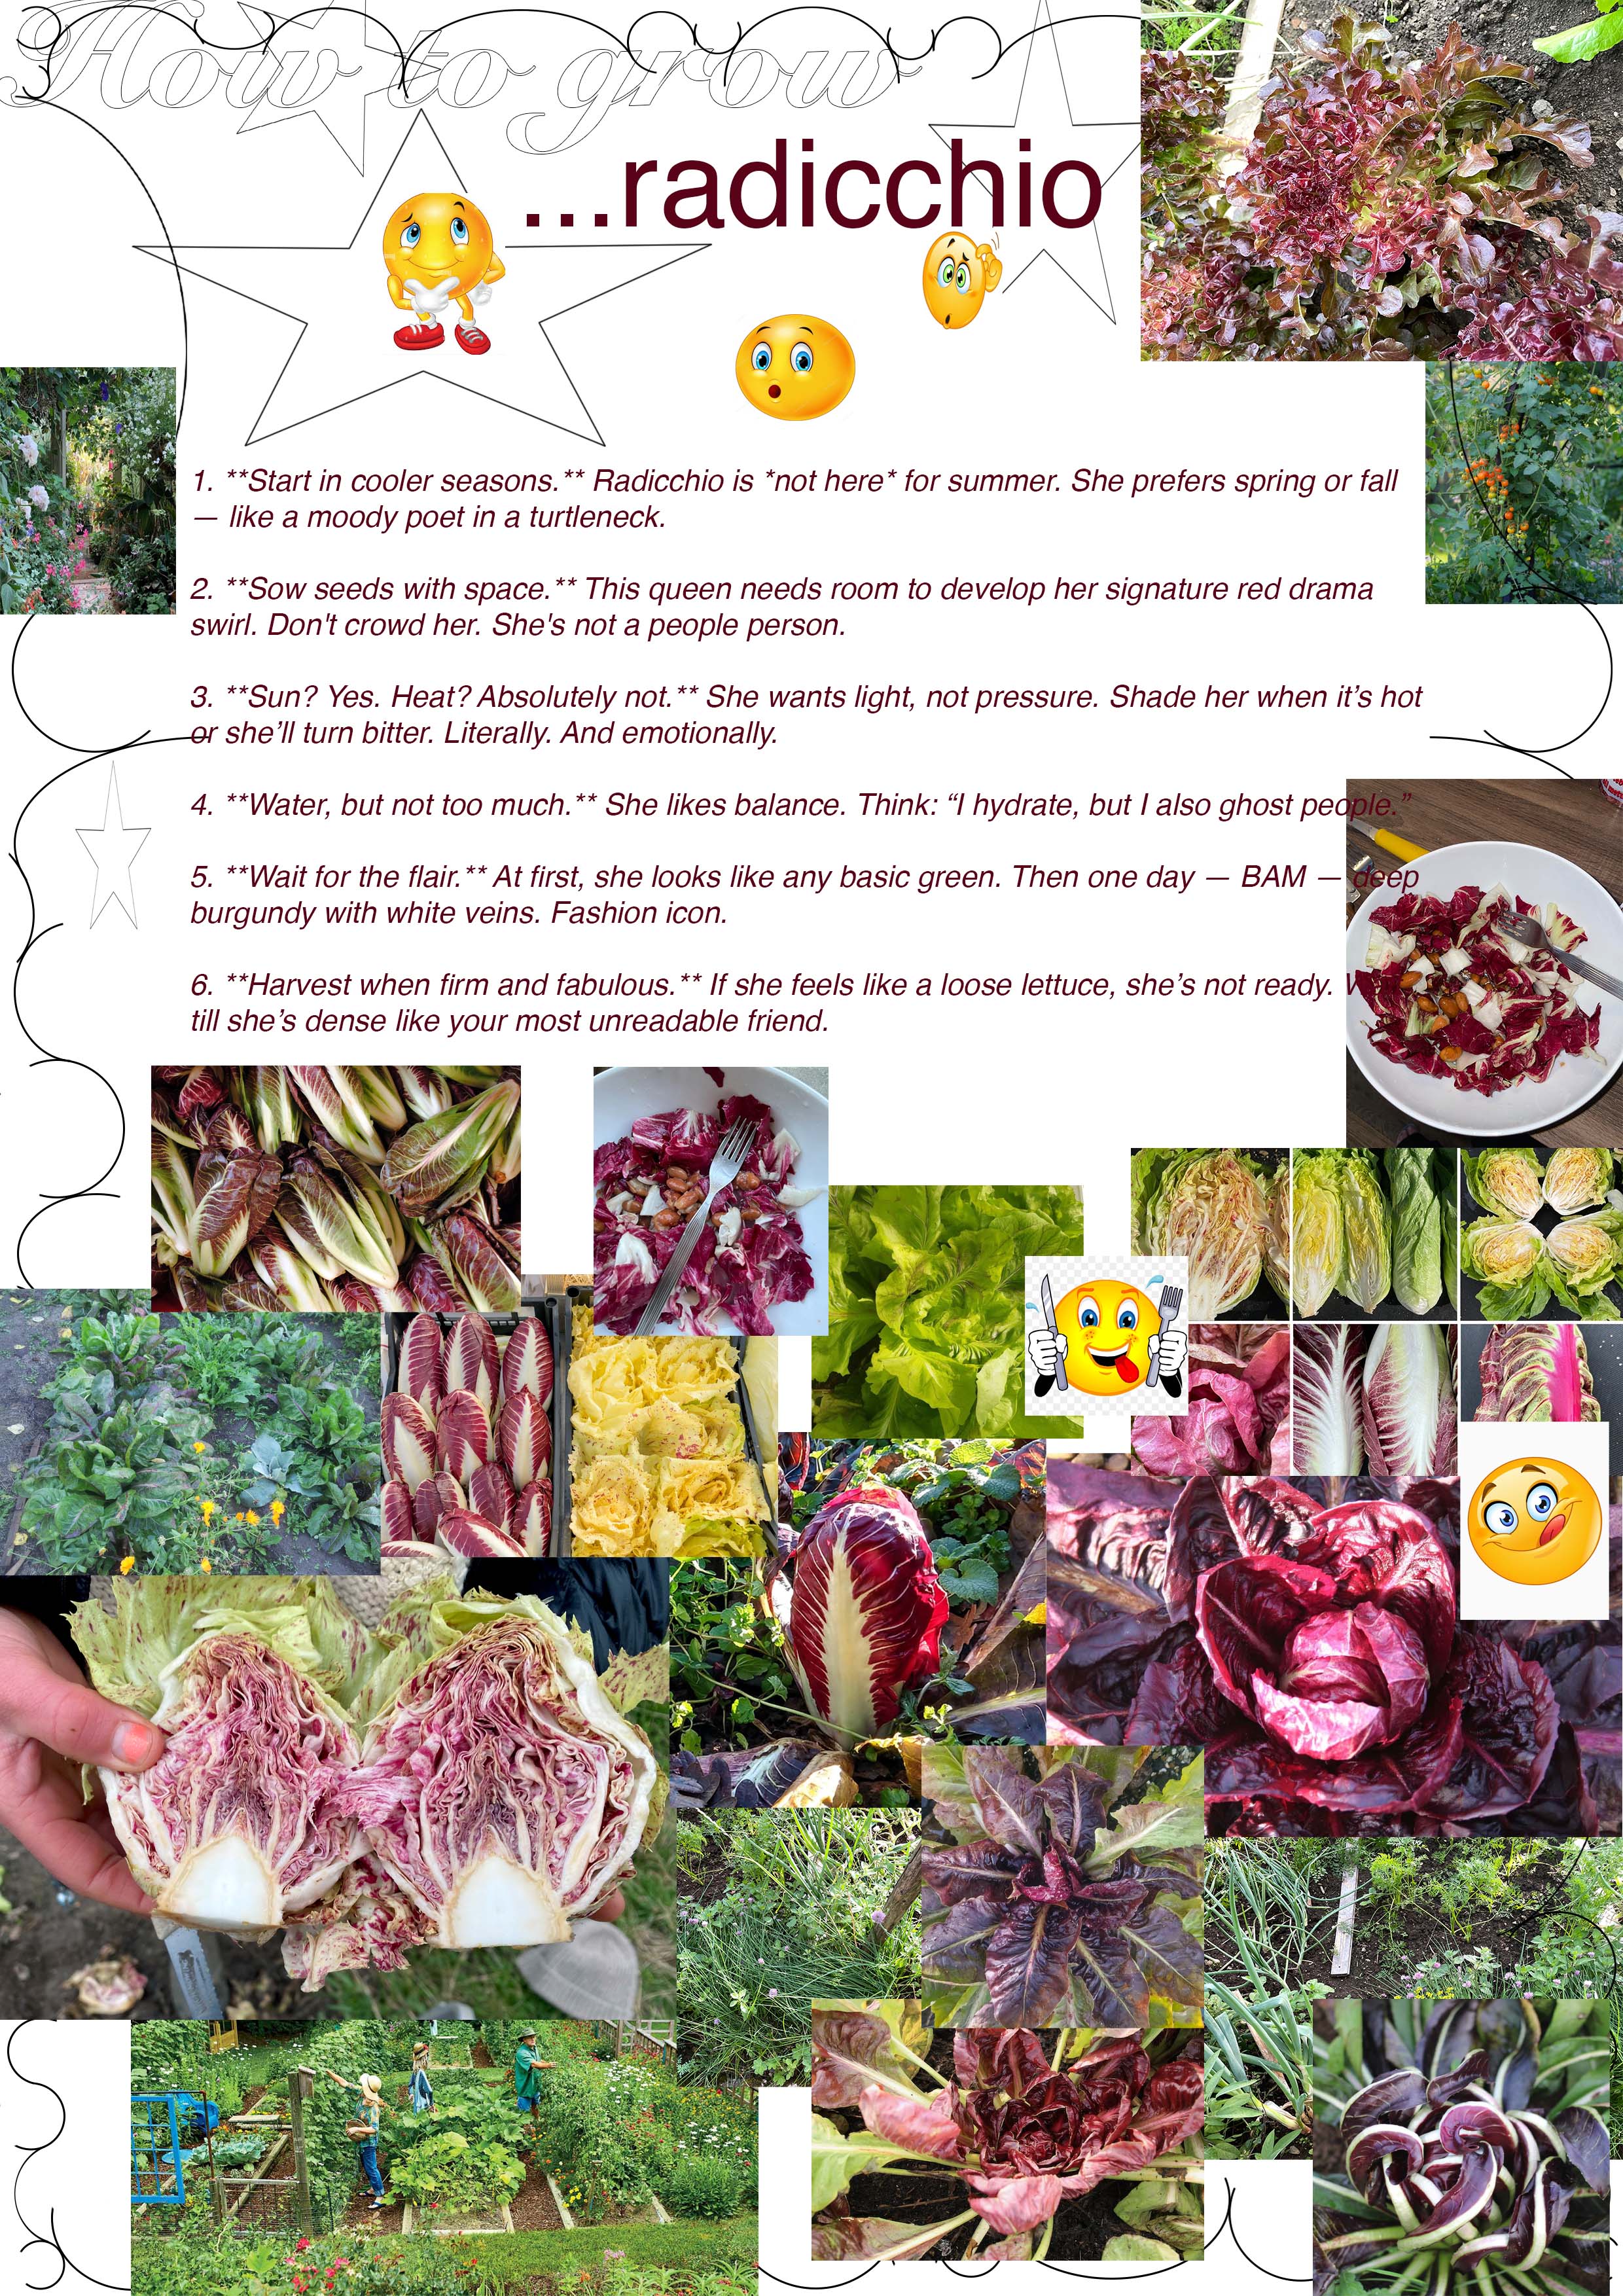 How to grow
...radicchio
1. **Start in cooler seasons.** Radicchio is *not here* for summer. She prefers spring or fall
— like a moody poet in a turtleneck.
2. **Sow seeds with space.** This queen needs room to develop her signature red drama
swirl. Don't crowd her. She's not a people person.
3. **Sun? Yes. Heat? Absolutely not.** She wants light, not pressure. Shade her when it’s hot
or she’ll turn bitter. Literally. And emotionally.
4. **Water, but not too much.** She likes balance. Think: “I hydrate, but I also ghost people.”
5. **Wait for the flair.** At first, she looks like any basic green. Then one day — BAM — deep
burgundy with white veins. Fashion icon.
6. **Harvest when firm and fabulous.** If she feels like a loose lettuce, she’s not ready.
till she’s dense like your most unreadable friend.